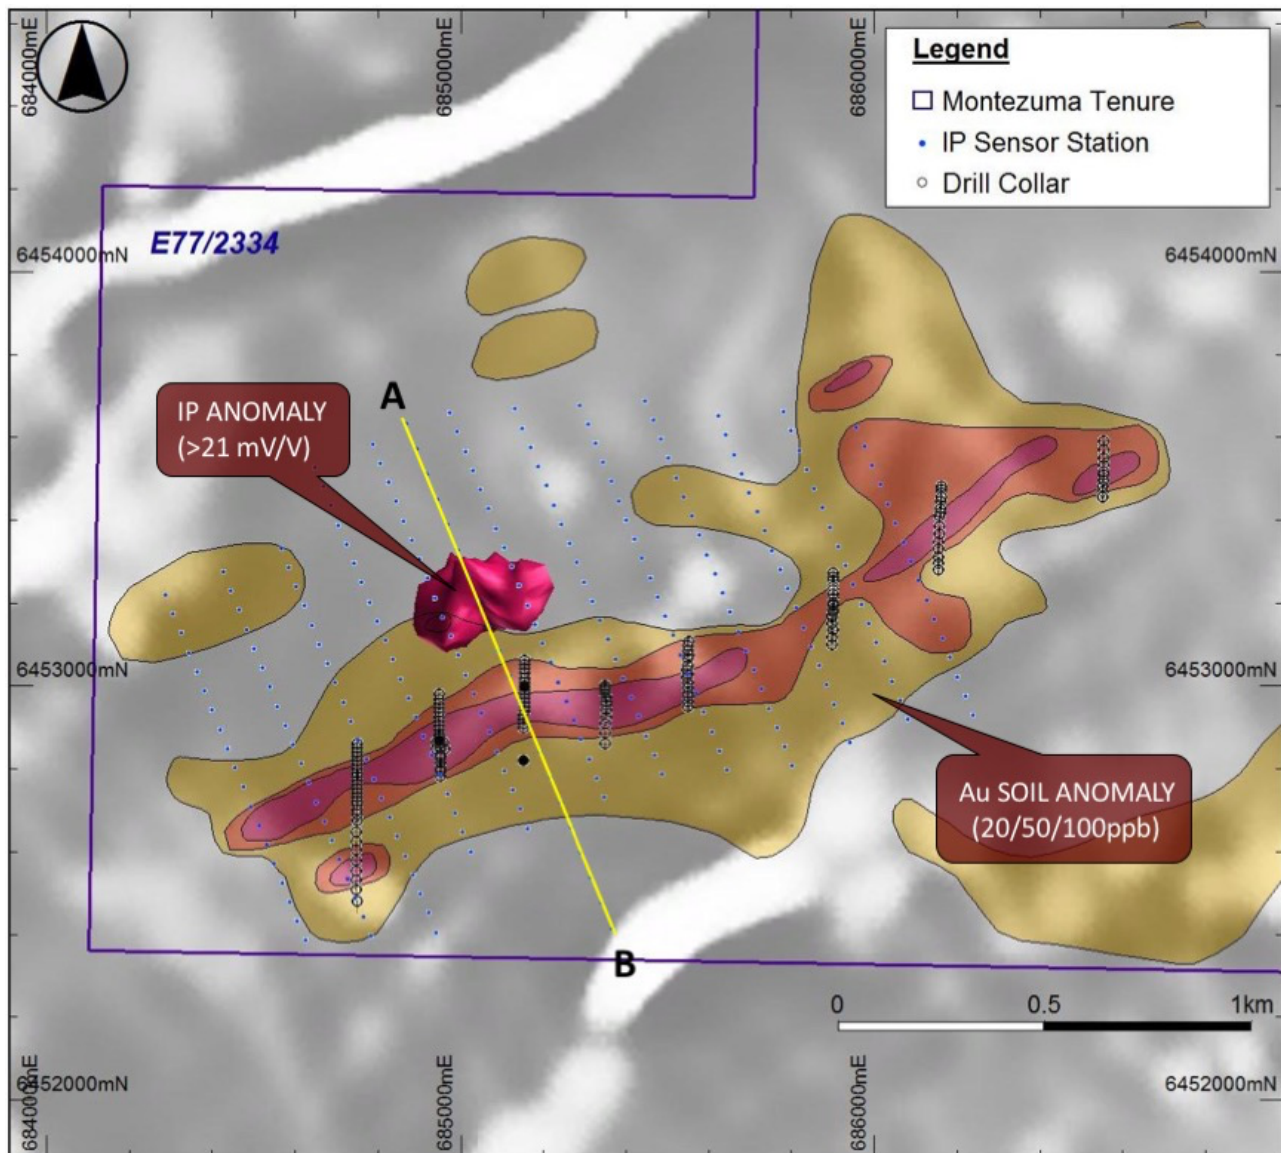 684000mE
685000mE
686000mE
Legend
Montezuma Tenure
IP Sensor Station
Drill Collar
E77/2334
6454000mN
6454000mN
A
IP ANOMALY
(>21 mV/V)
6453000mN
6453000mN
Au SOIL ANOMALY
(20/50/100ppb)
B
0 0.5 1km
6452000mN
6452000mN
684000mE
685000mE
686000mE